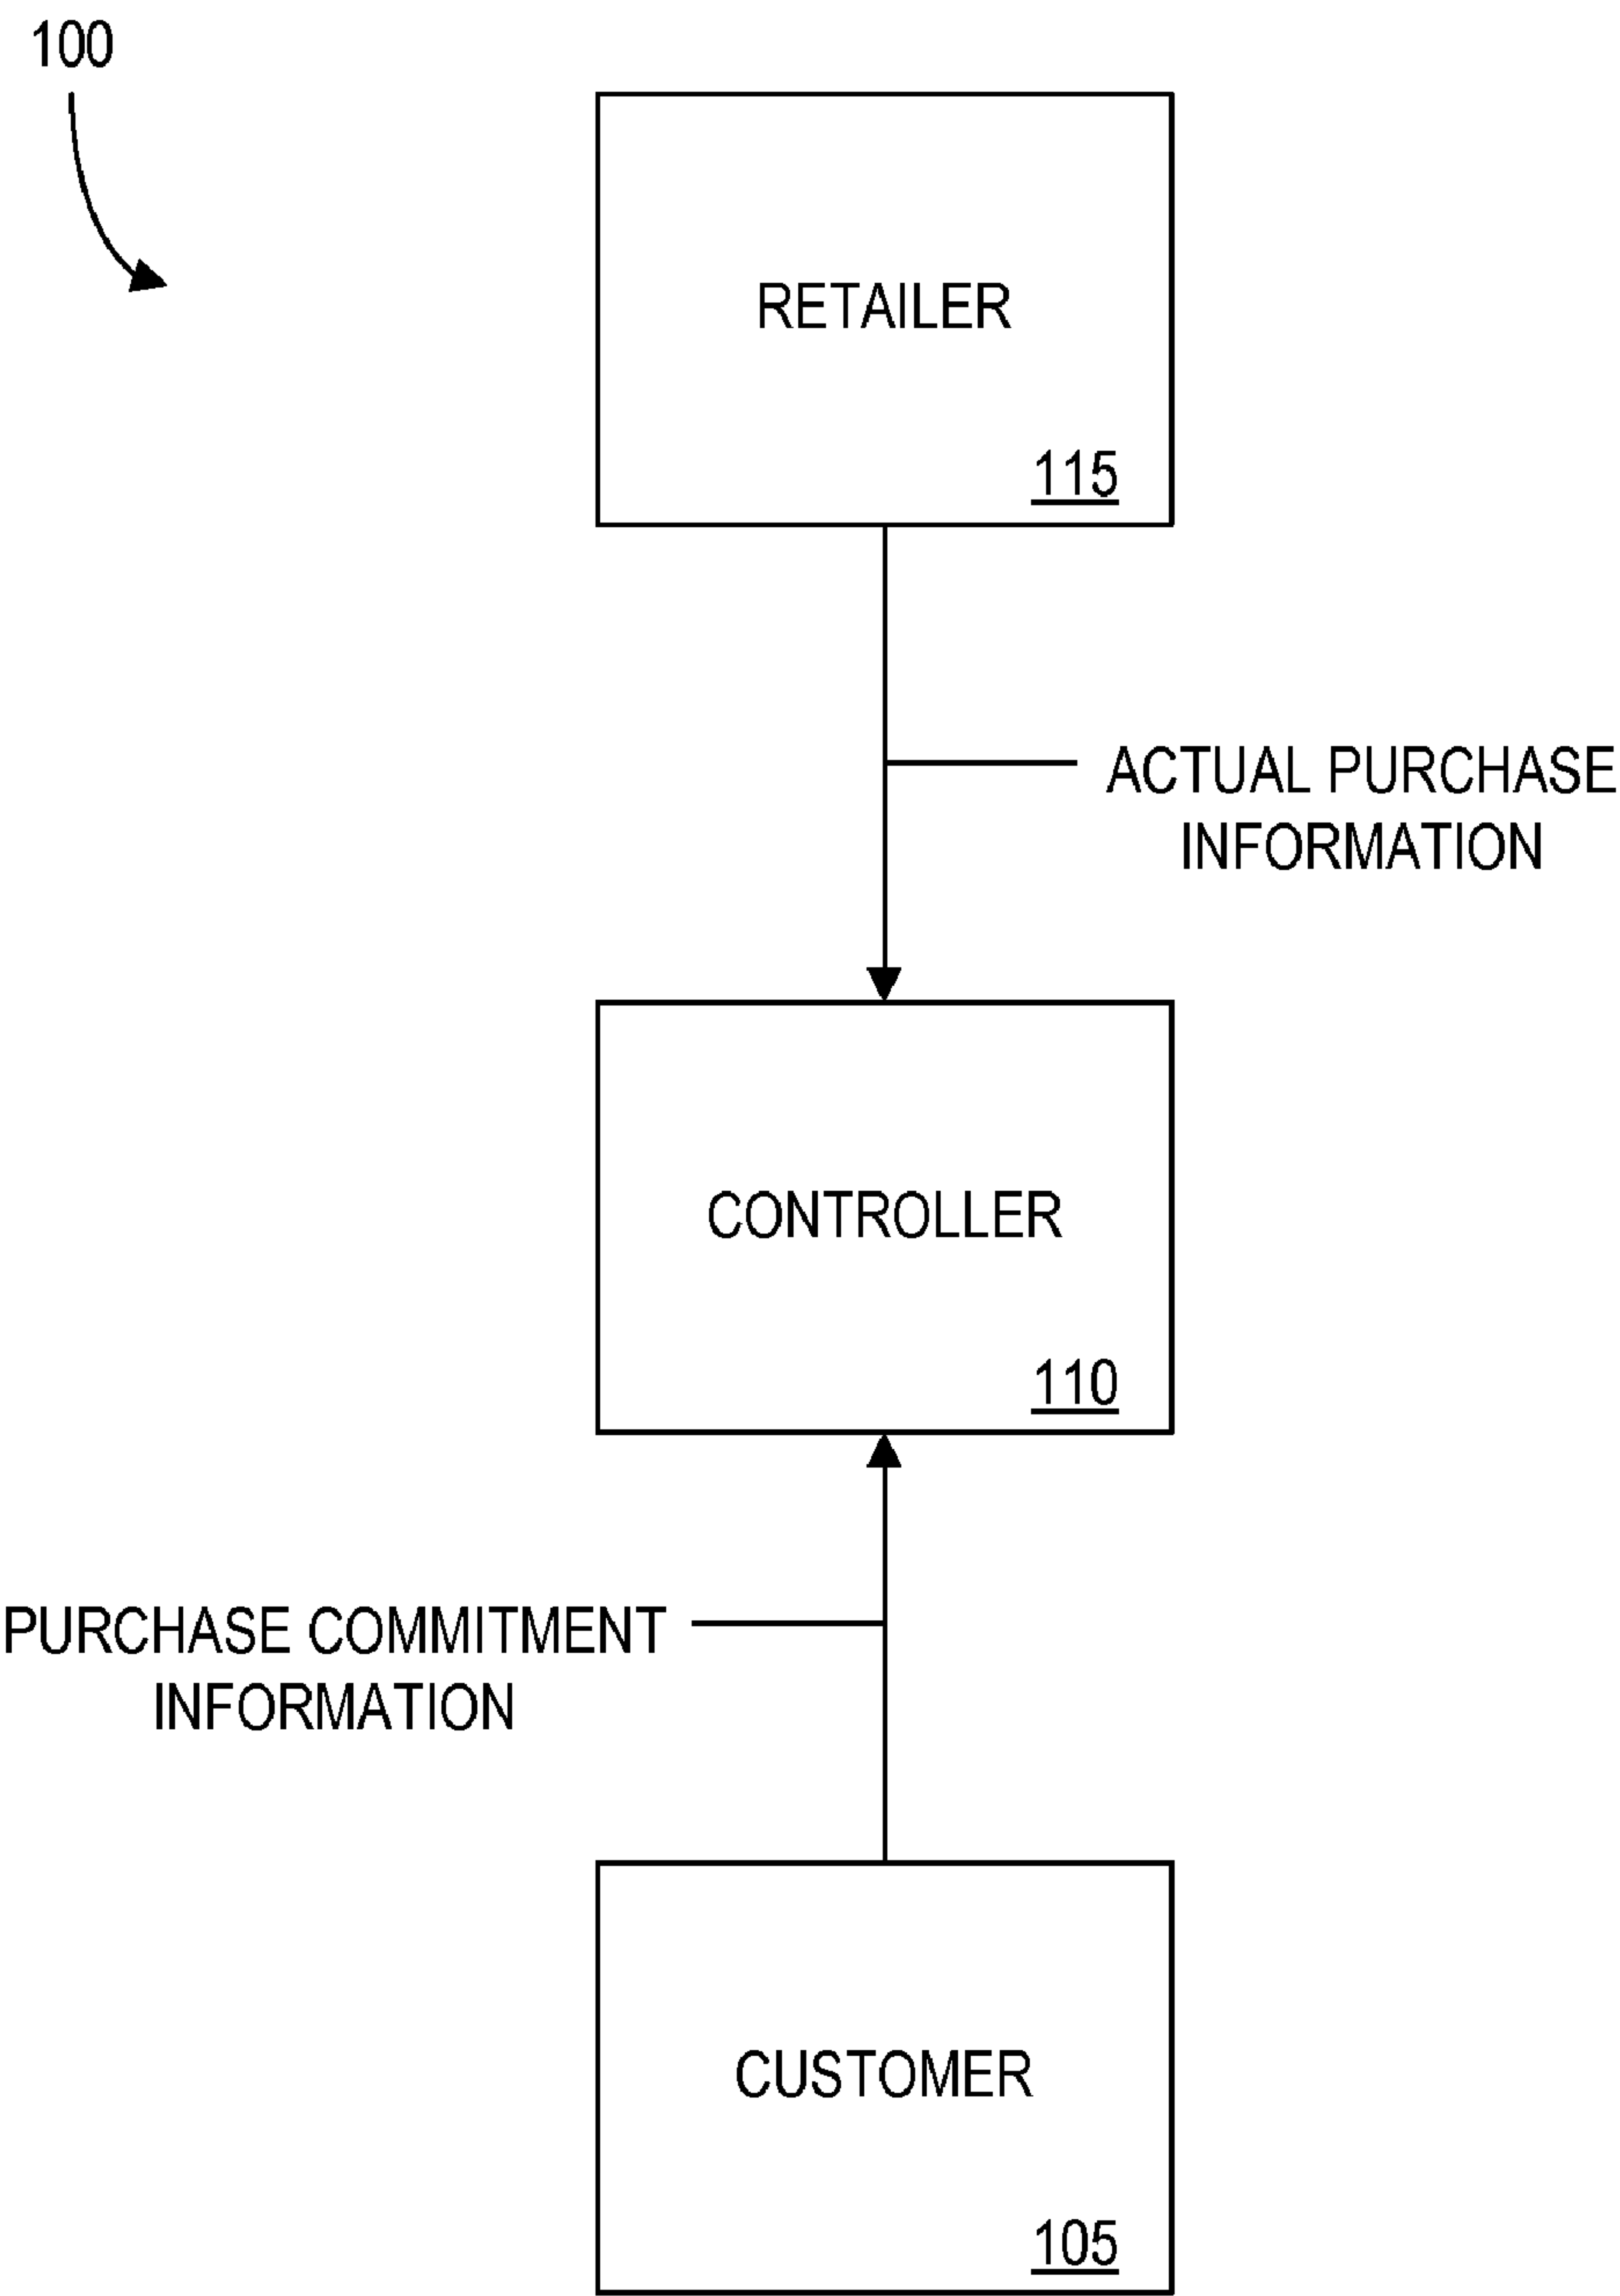 100
RETAILER
115
ACTUAL PURCHASE
INFORMATION
CONTROLLER
110
PURCHASE COMMITMENT
INFORMATION
CUSTOMER
105